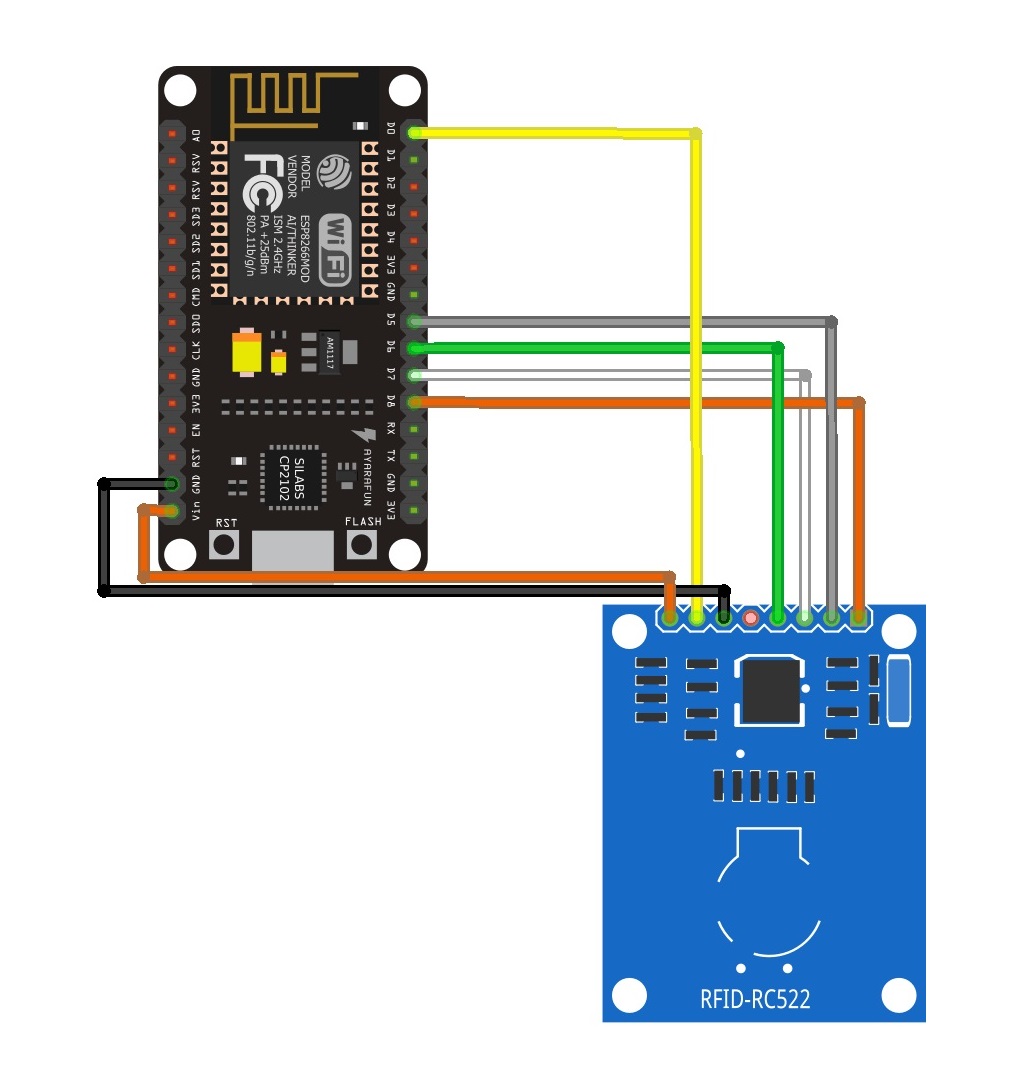 A0
RSV
RSV
SD3
SD2
SD1
CMD
SD0
CLK
GND
3V3
EN
RST
GND
Vin
D0
D1
D2
D3
D4
3V3
GND
D5
D6
D7
D8
RX
TX
GND
3V3
FC
MODEL
VENDOR
ESP8266MOD
AI/THINKER
ISM 2.4GHz
PA +25dBm
802.11b/g/n
Wi Fi
AM1117
SILABS
CP2102
AYARAFUN
RST
FLASH
RFID-RC522